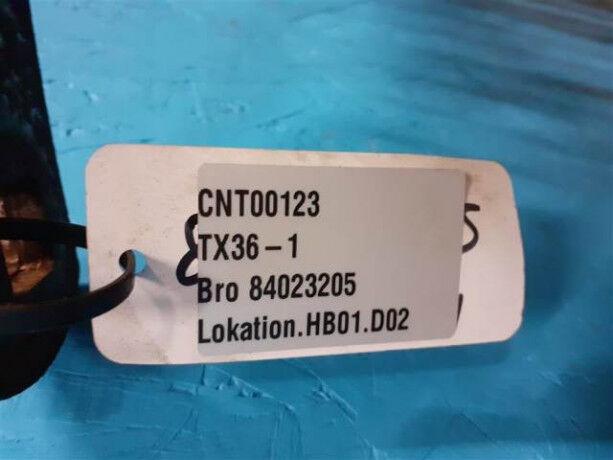 CNT00123
TX36-1
Bro 84023205
Lokation.HB01.D02